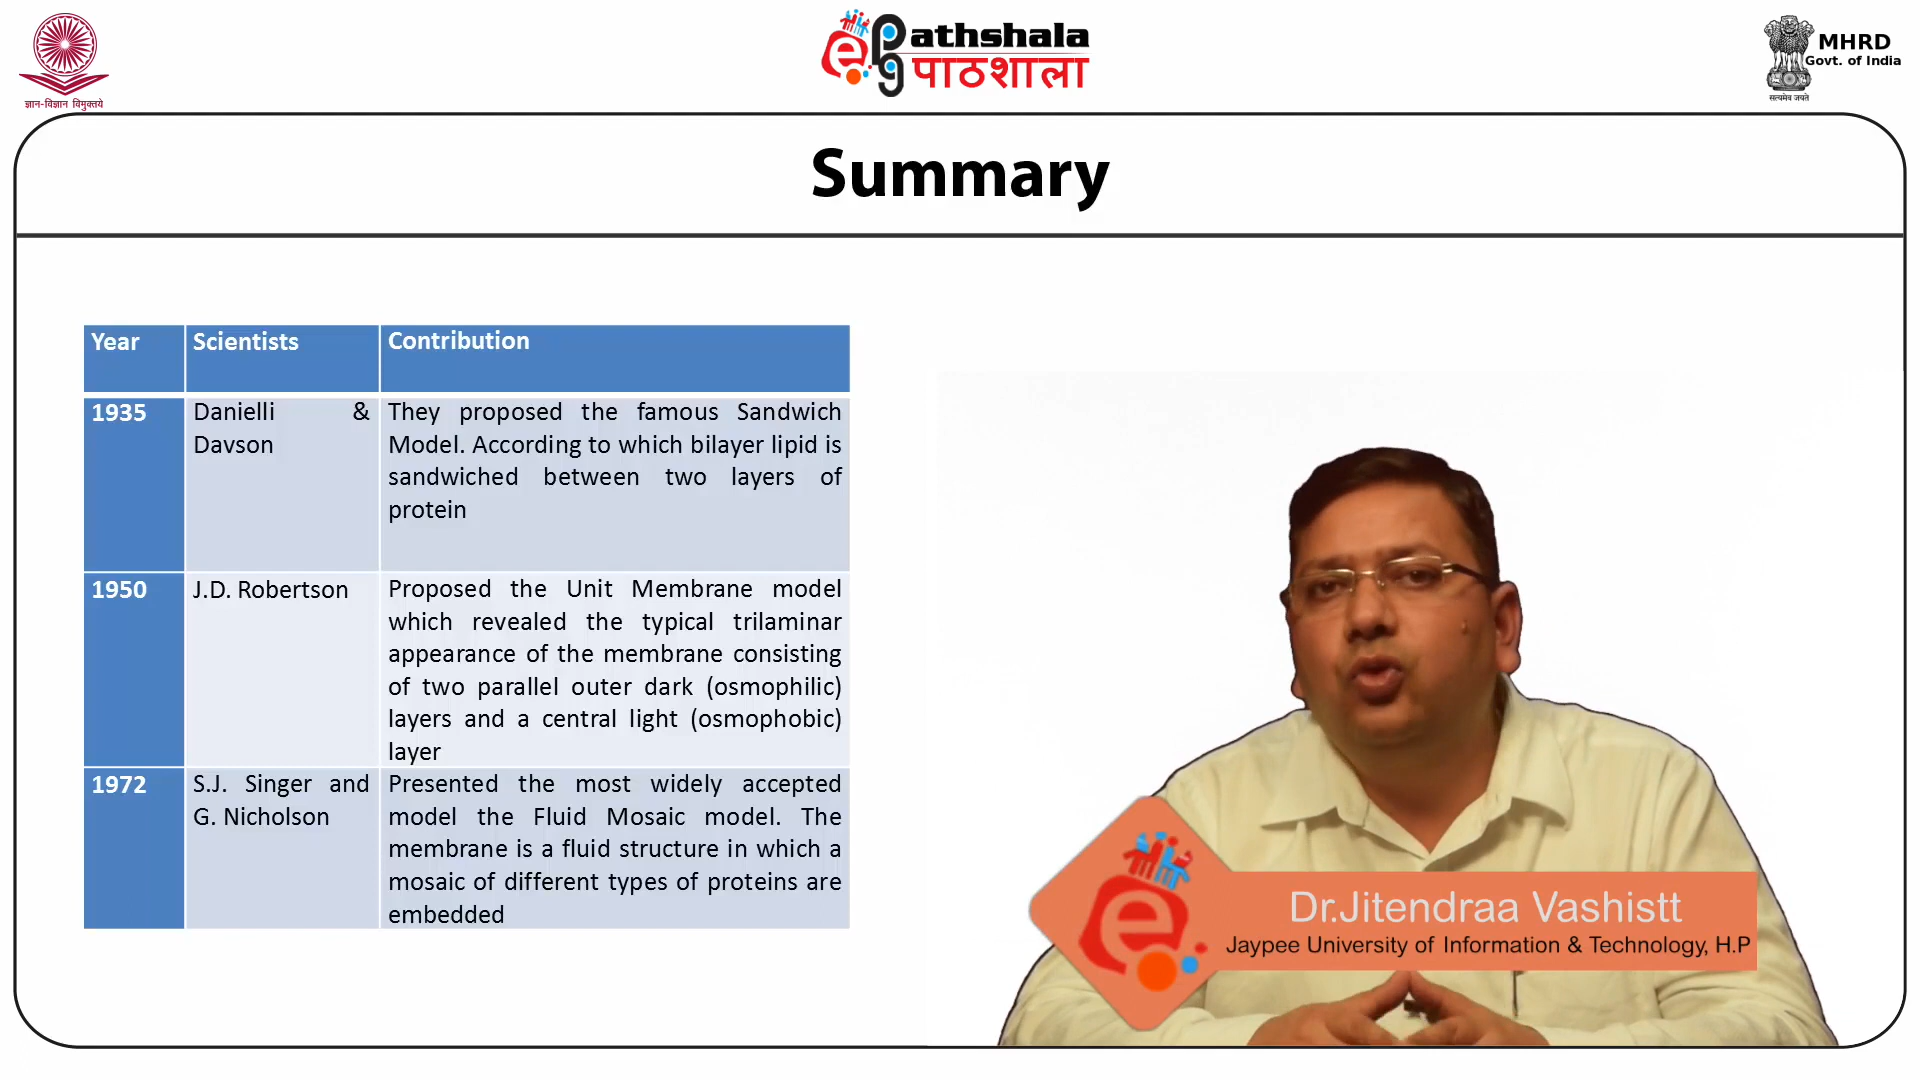 ज्ञान-विज्ञान विमुक्तये
athshala
पाठशाला
MHRD
Govt. of India
सत्यमेव जयते
Summary
Year Scientists Contribution
1935 Danielli & They proposed the famous Sandwich
Davson Model. According to which bilayer lipid is
sandwiched between two layers of
protein
1950 J.D. Robertson Proposed the Unit Membrane model
which revealed the typical trilaminar
appearance of the membrane consisting
of two parallel outer dark (osmophilic)
layers and a central light (osmophobic)
layer
1972 S.J. Singer and Presented the most widely accepted
G. Nicholson model the Fluid Mosaic model. The
membrane is a fluid structure in which a
mosaic of different types of proteins are
embedded
Dr.Jitendraa Vashistt
Jaypee University of Information & Technology, H.P